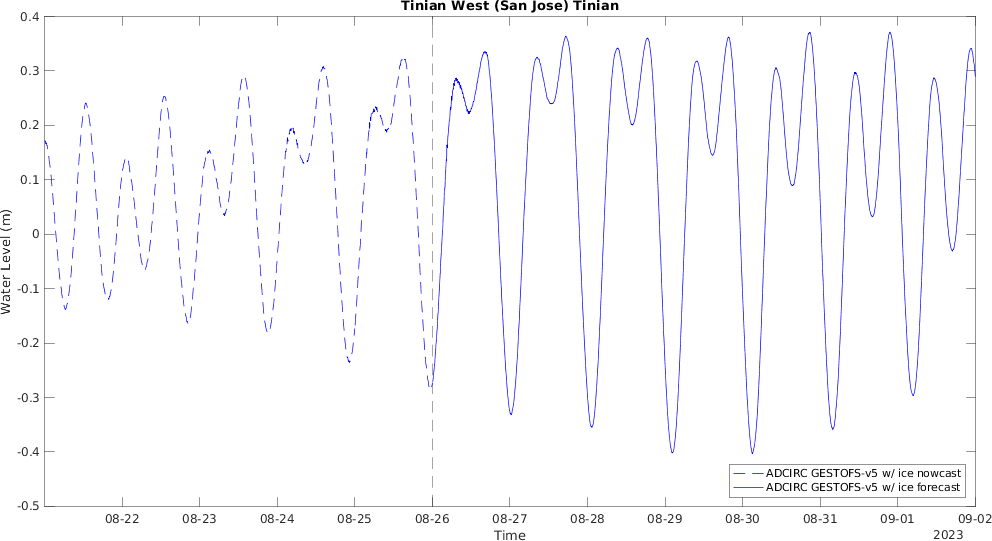 Tinian West (San Jose) Tinian
Water Level (m)
0.4
0.3
0.2
0.1
0
-0.1
-0.2
-0.3
-0.4
-0.5
ADCIRC GESTOFS-v5 w/ ice nowcast
ADCIRC GESTOFS-v5 w/ ice forecast
08-22 08-23 08-24 08-25 08-26 08-27 08-28 08-29 08-30 08-31 09-01 09-02
Time
2023